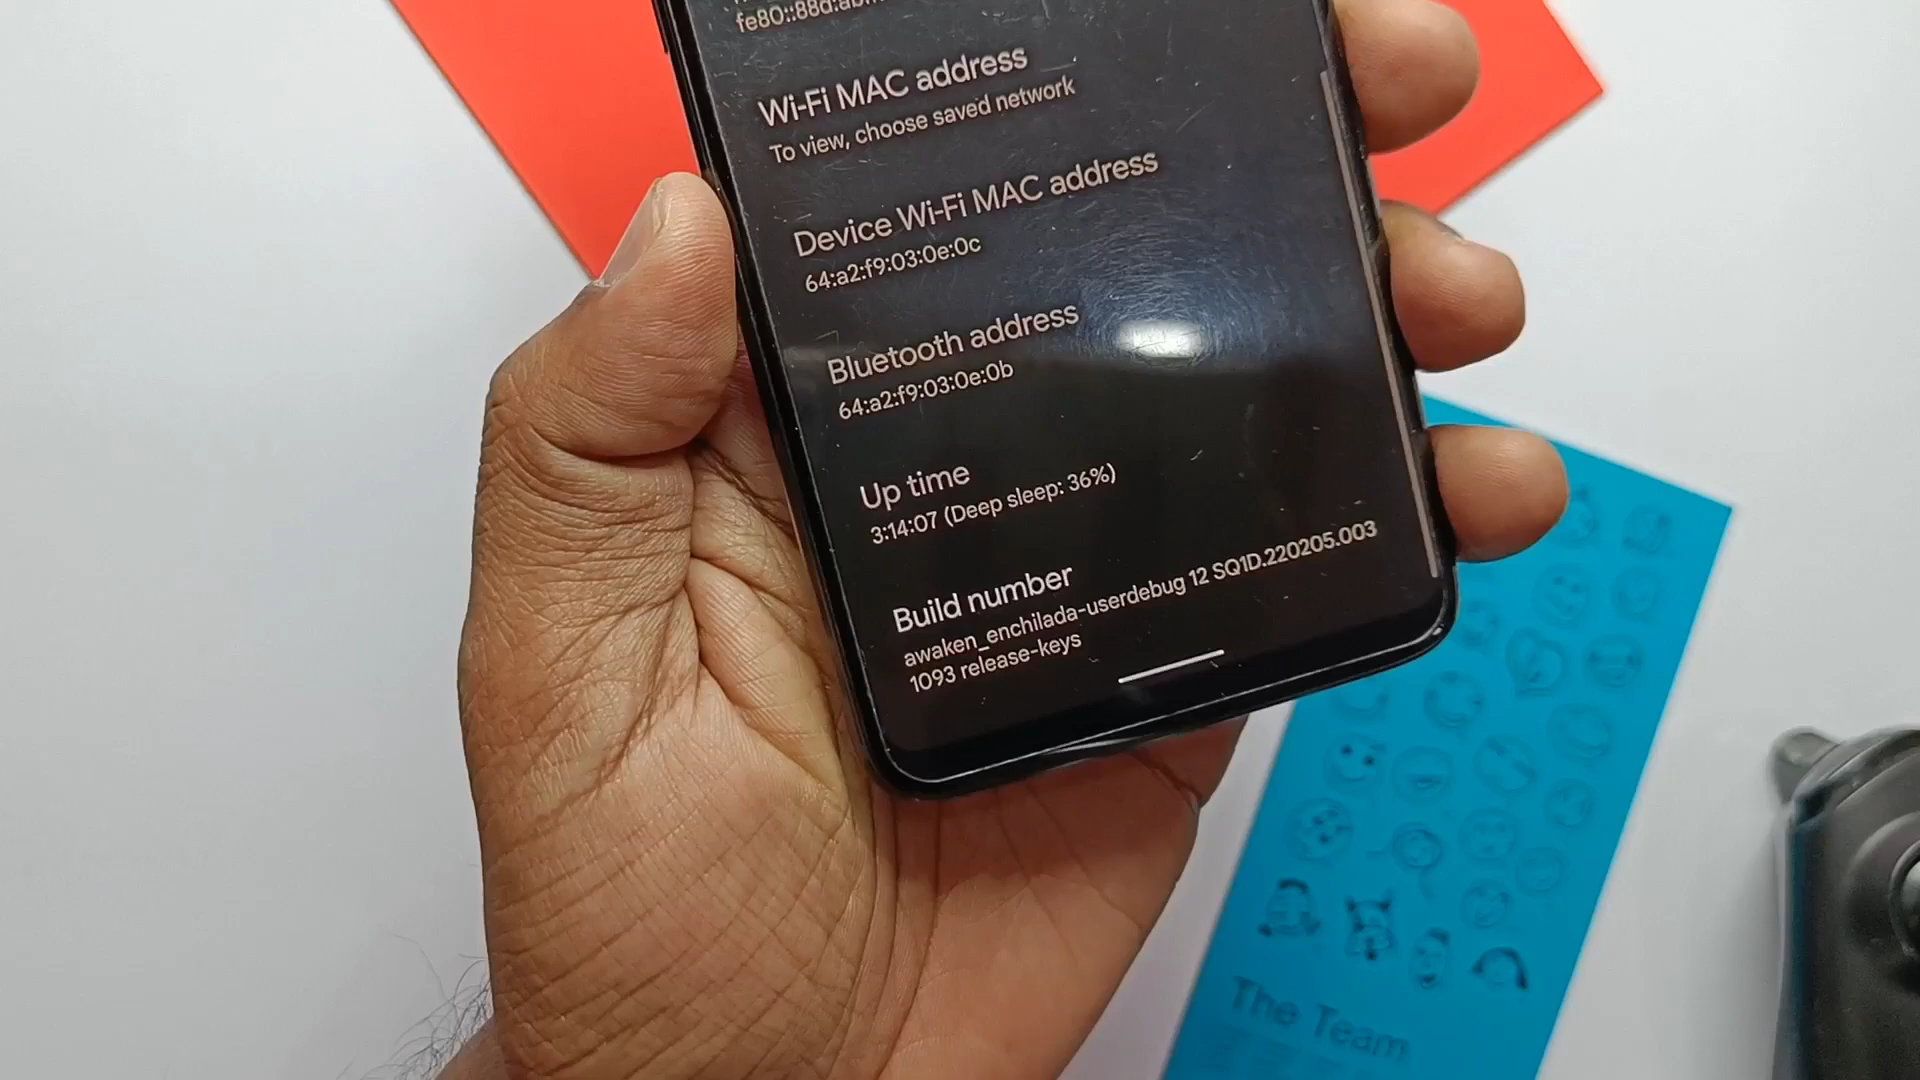 Wi-Fi MAC address
To view, choose saved network
Device Wi-Fi MAC address
64:a2:f9:03:0e:0c
Bluetooth address
64:a2:f9:03:0e:0b
Up time
3:14:07 (Deep sleep: 36%)
Build number
awaken_enchilada-userdebug 12 SQ1D.220205.003
1093 release-keys
The Team